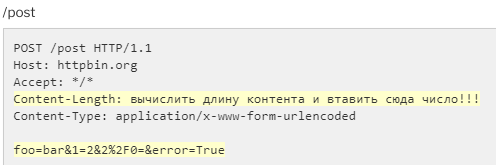 /post
POST /post HTTP/1.1
Host: httpbin.org
Accept: */*
Content-Length: вычислить длину контента и втавить сюда число!!!
Content-Type: application/x-www-form-urlencoded
foo=bar&1=2&2%2F0=&error=True